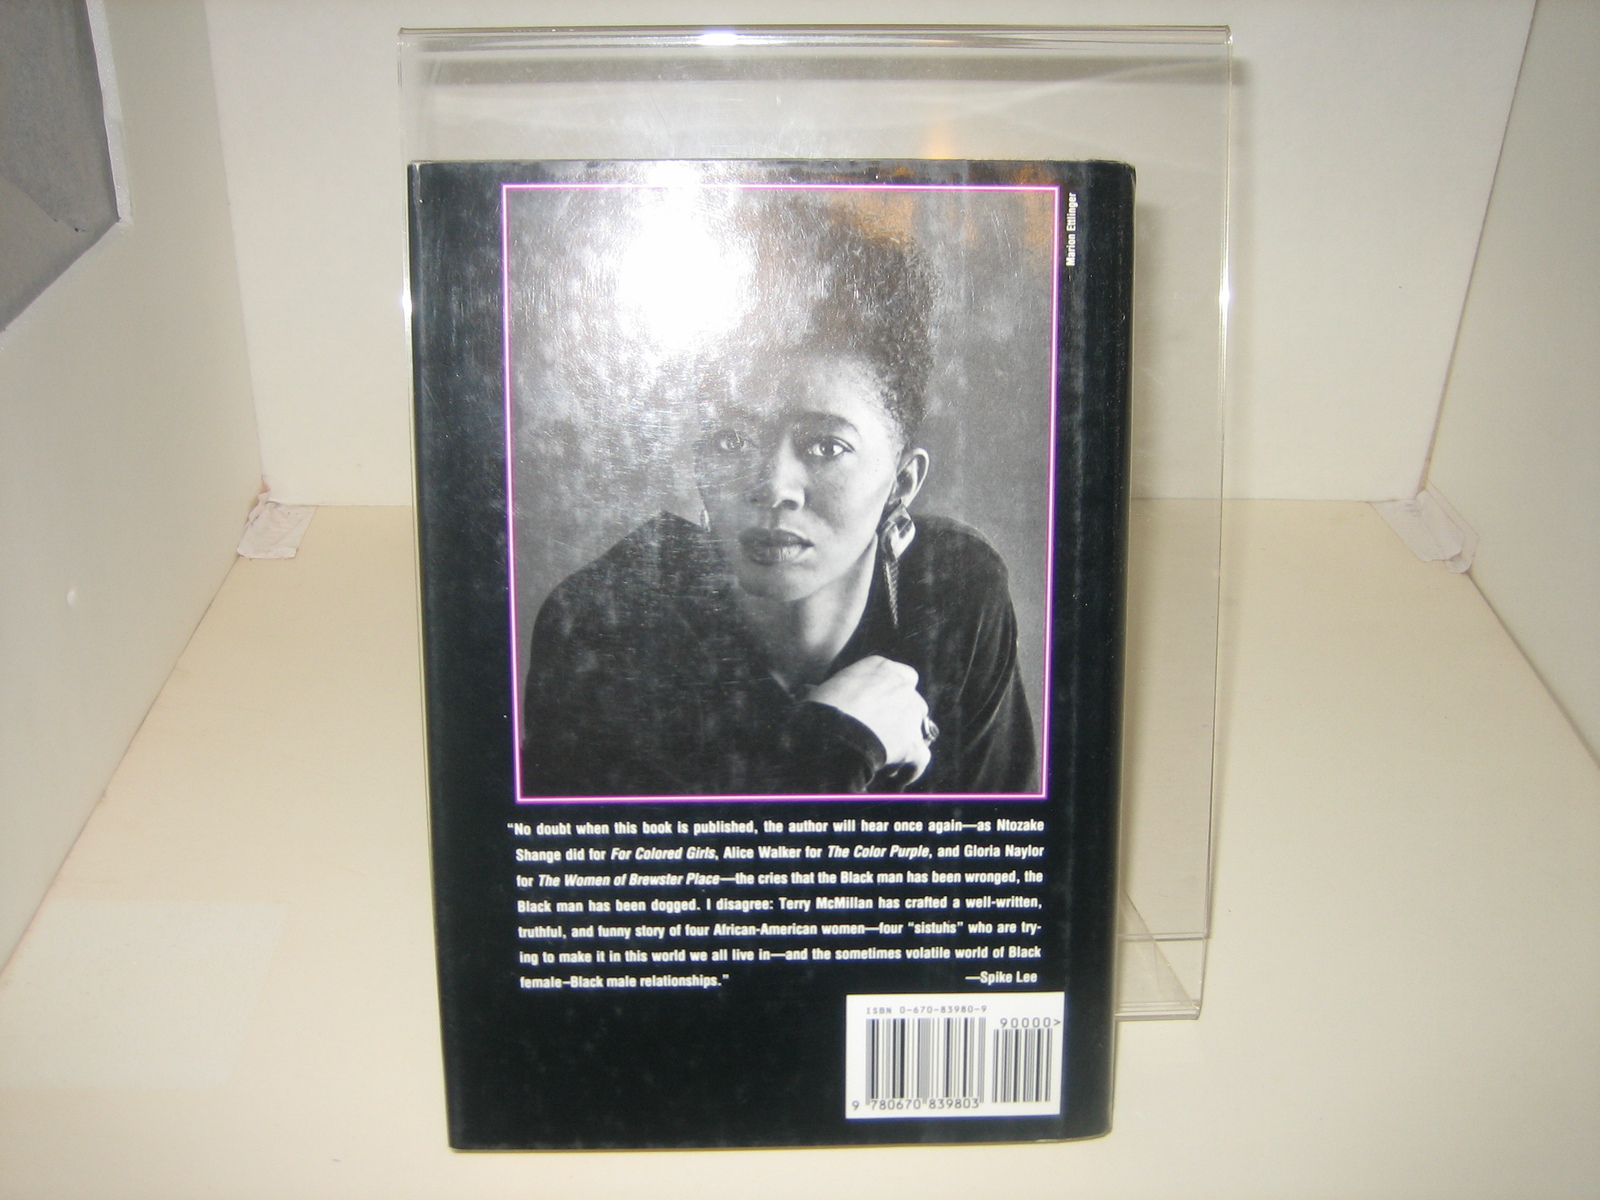 Marion Ettlinger
“No doubt when this book is published, the author will hear once again—as Ntozake
Shange did for For Colored Girls, Alice Walker for The Color Purple, and Gloria Naylor
for The Women of Brewster Place—the cries that the Black man has been wronged, the
Black man has been dogged. I disagree: Terry McMillan has crafted a well-written,
truthful, and funny story of four African-American women—four "sistuhs" who are try-
ing to make it in this world we all live in—and the sometimes volatile world of Black
female–Black male relationships.”
—Spike Lee
ISBN 0-670-83980-9
90000>
9 780670 839803